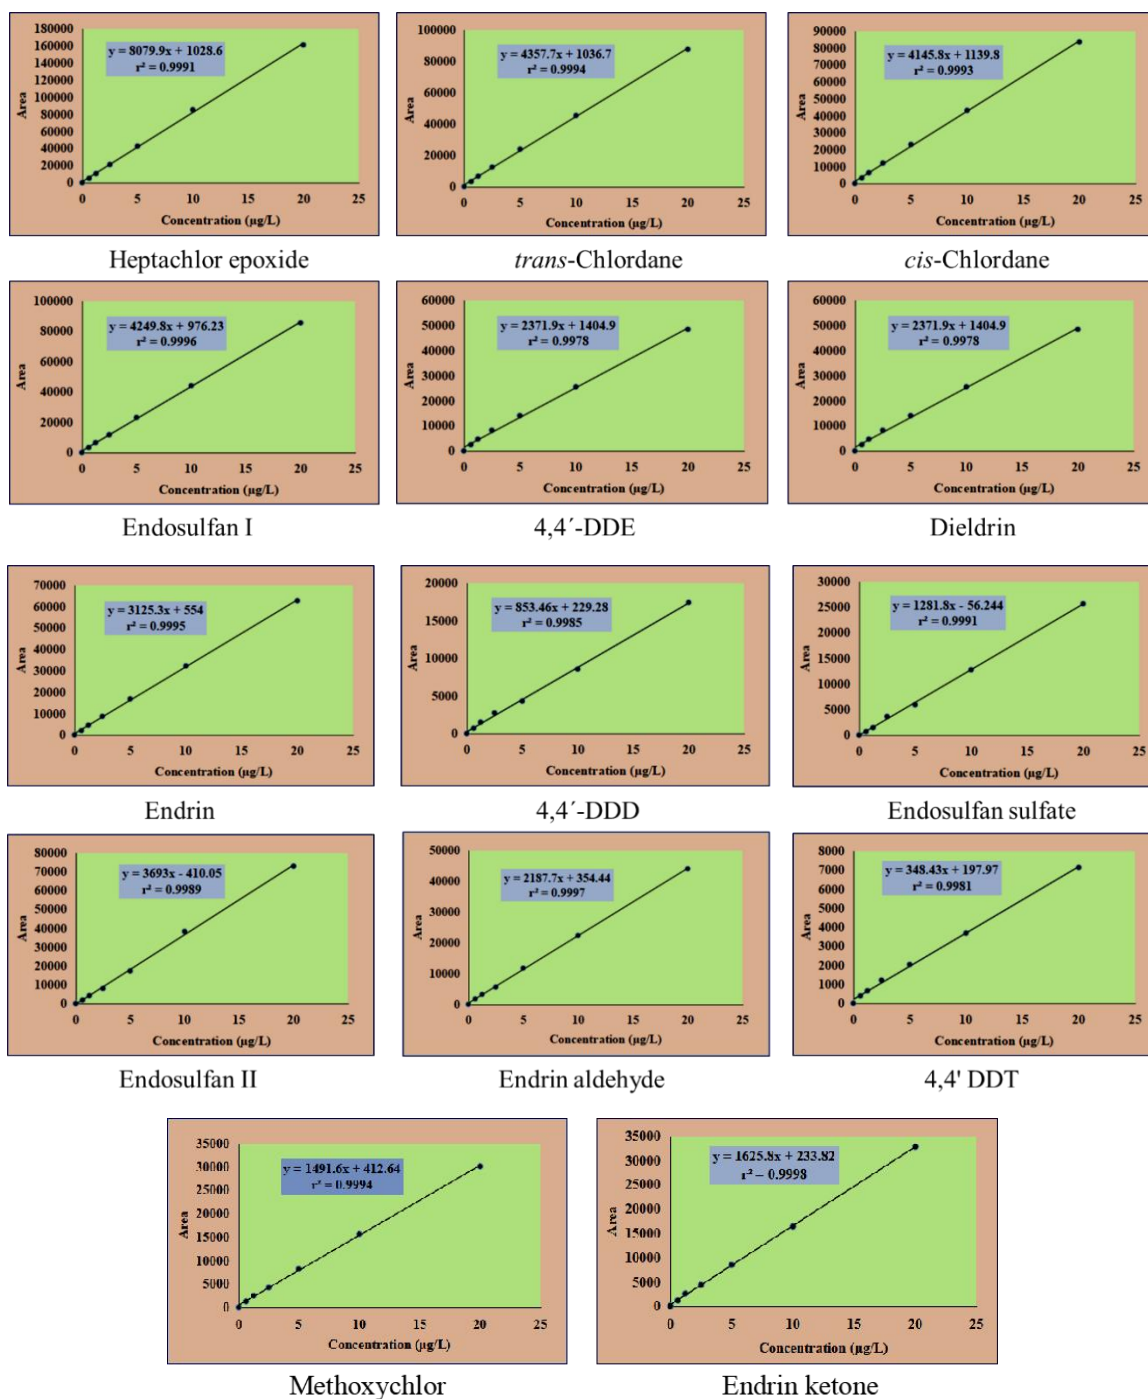 180000
160000
140000
120000
100000
80000
60000
40000
20000
0
Area
y = 8079.9x + 1028.6
r² = 0.9991
0 5 10 15 20 25
Concentration (µg/L)
Heptachlor epoxide
100000
80000
60000
40000
20000
0
Area
y = 4357.7x + 1036.7
r² = 0.9994
0 5 10 15 20 25
Concentration (µg/L)
trans-Chlordane
90000
80000
70000
60000
50000
40000
30000
20000
10000
0
Area
y = 4145.8x + 1139.8
r² = 0.9993
0 5 10 15 20 25
Concentration (µg/L)
cis-Chlordane
100000
80000
60000
40000
20000
0
Area
y = 4249.8x + 976.23
r² = 0.9996
0 5 10 15 20 25
Concentration (µg/L)
Endosulfan I
60000
50000
40000
30000
20000
10000
0
Area
y = 2371.9x + 1404.9
r² = 0.9978
0 5 10 15 20 25
Concentration (µg/L)
4,4´-DDE
60000
50000
40000
30000
20000
10000
0
Area
y = 2371.9x + 1404.9
r² = 0.9978
0 5 10 15 20 25
Concentration (µg/L)
Dieldrin
70000
60000
50000
40000
30000
20000
10000
0
Area
y = 3125.3x + 554
r² = 0.9995
0 5 10 15 20 25
Concentration (µg/L)
Endrin
20000
15000
10000
5000
0
Area
y = 853.46x + 229.28
r² = 0.9985
0 5 10 15 20 25
Concentration (µg/L)
4,4´-DDD
30000
25000
20000
15000
10000
5000
0
Area
y = 1281.8x - 56.244
r² = 0.9991
0 5 10 15 20 25
Concentration (µg/L)
Endosulfan sulfate
80000
70000
60000
50000
40000
30000
20000
10000
0
Area
y = 3693x - 410.05
r² = 0.9989
0 5 10 15 20 25
Concentration (µg/L)
Endosulfan II
50000
40000
30000
20000
10000
0
Area
y = 2187.7x + 354.44
r² = 0.9997
0 5 10 15 20 25
Concentration (µg/L)
Endrin aldehyde
8000
7000
6000
5000
4000
3000
2000
1000
0
Area
y = 348.43x + 197.97
r² = 0.9981
0 5 10 15 20 25
Concentration (µg/L)
4,4' DDT
35000
30000
25000
20000
15000
10000
5000
0
Area
y = 1491.6x + 412.64
r² = 0.9994
0 5 10 15 20 25
Concentration (µg/L)
Methoxychlor
35000
30000
25000
20000
15000
10000
5000
0
Area
y = 1625.8x + 233.82
r² = 0.9998
0 5 10 15 20 25
Concentration (µg/L)
Endrin ketone